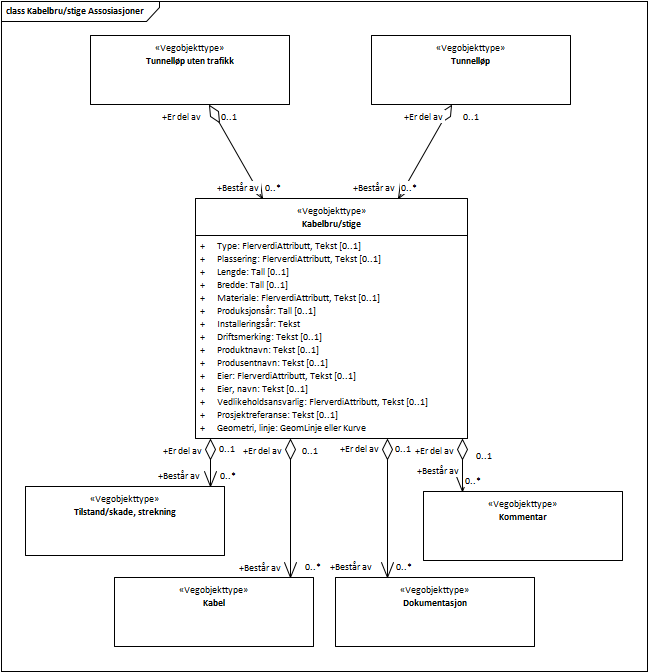 class Kabelbru/stige Assosiasjoner
«Vegobjekttype»
Tunnelløp uten trafikk
«Vegobjekttype»
Tunnelløp
+Er del av 0..1
+Er del av 0..1
+Består av 0..*
+Består av 0..*
«Vegobjekttype»
Kabelbru/stige
+ Type: FlerverdiAttributt, Tekst [0..1]
+ Plassering: FlerverdiAttributt, Tekst [0..1]
+ Lengde: Tall [0..1]
+ Bredde: Tall [0..1]
+ Materiale: FlerverdiAttributt, Tekst [0..1]
+ Produksjonsår: Tall [0..1]
+ Installeringsår: Tekst
+ Driftsmerking: Tekst [0..1]
+ Produktnavn: Tekst [0..1]
+ Produsentnavn: Tekst [0..1]
+ Eier: FlerverdiAttributt, Tekst [0..1]
+ Eier, navn: Tekst [0..1]
+ Vedlikeholdsansvarlig: FlerverdiAttributt, Tekst [0..1]
+ Prosjektreferanse: Tekst [0..1]
+ Geometri, linje: GeomLinje eller Kurve
+Er del av 0..1
+Er del av 0..1
+Er del av 0..1
+Er del av 0..1
+Består av 0..*
+Består av 0..*
«Vegobjekttype»
Tilstand/skade, strekning
«Vegobjekttype»
Kommentar
+Består av 0..*
+Består av 0..*
«Vegobjekttype»
Kabel
«Vegobjekttype»
Dokumentasjon